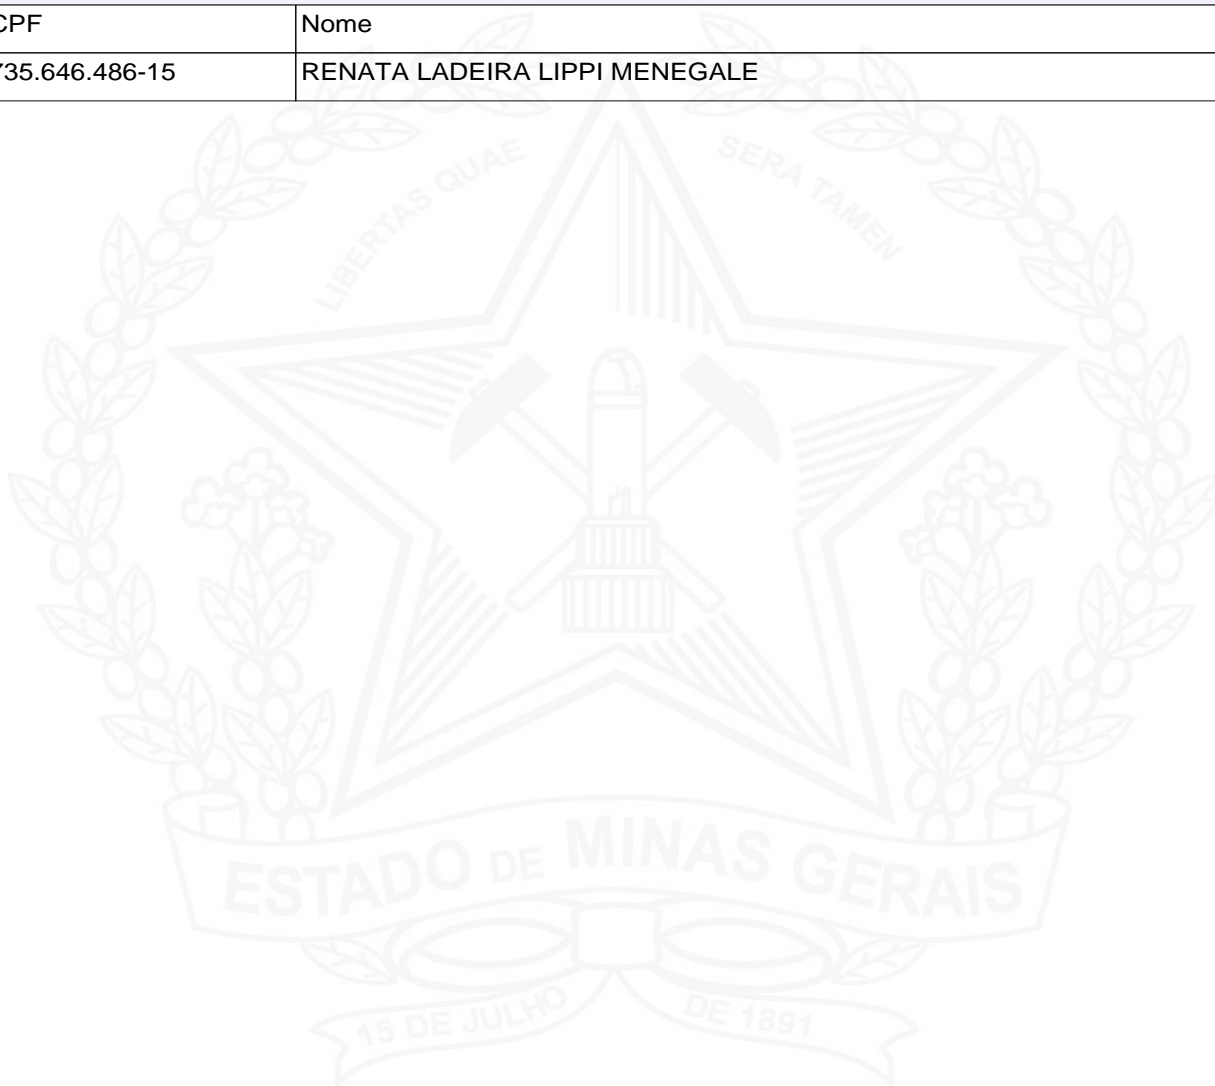 CPF Nome
735.646.486-15 RENATA LADEIRA LIPPI MENEGALE
LIBERTAS QUAE SERA TAMEN
ESTADO DE MINAS GERAIS
15 DE JULHO DE 1891